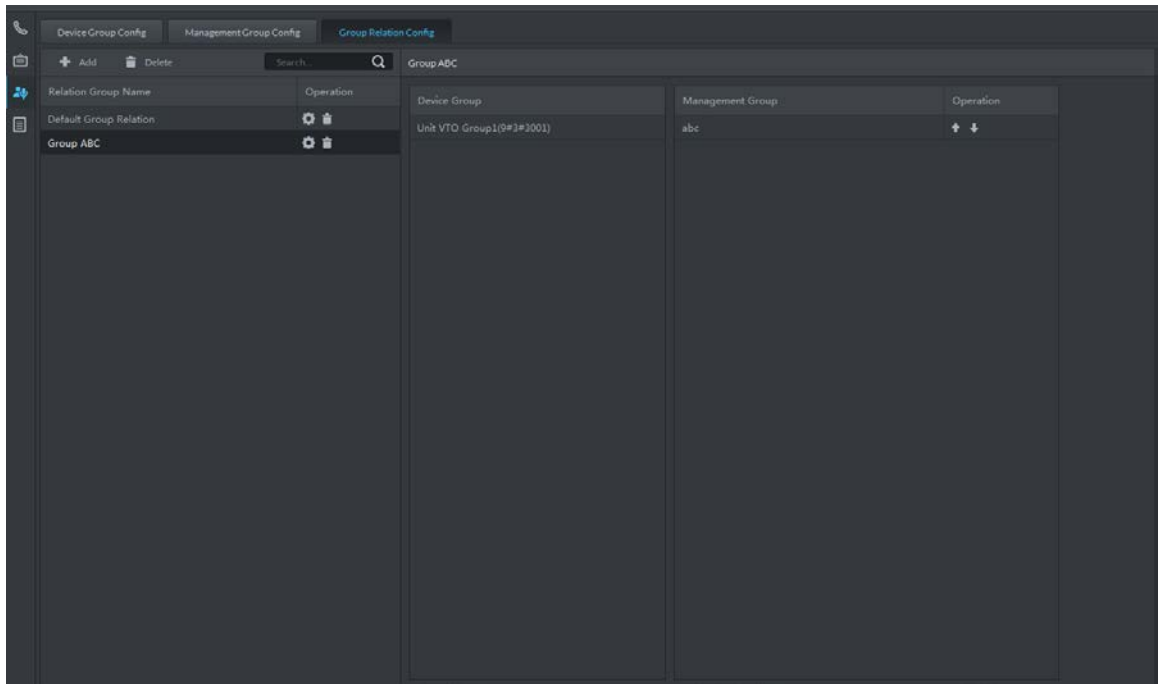 Device Group Config Management Group Config Group Relation Config
Add Delete Search... Group ABC
Relation Group Name Operation
Device Group Management Group Operation
Default Group Relation
Unit VTO Group1(9#3#3001) abc
Group ABC